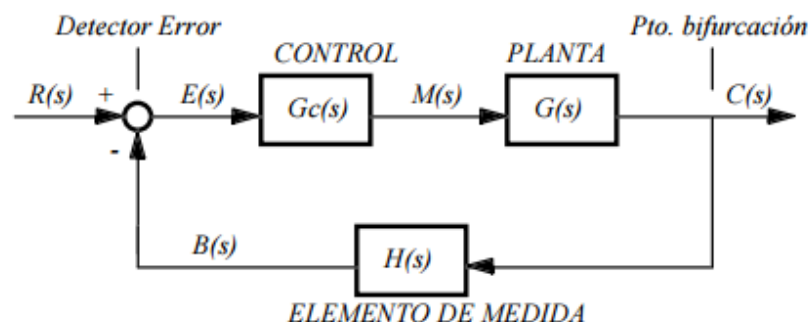 Detector Error
Pto. bifurcación
CONTROL
PLANTA
R(s)
+
E(s)
Gc(s)
M(s)
G(s)
C(s)
-
B(s)
H(s)
ELEMENTO DE MEDIDA